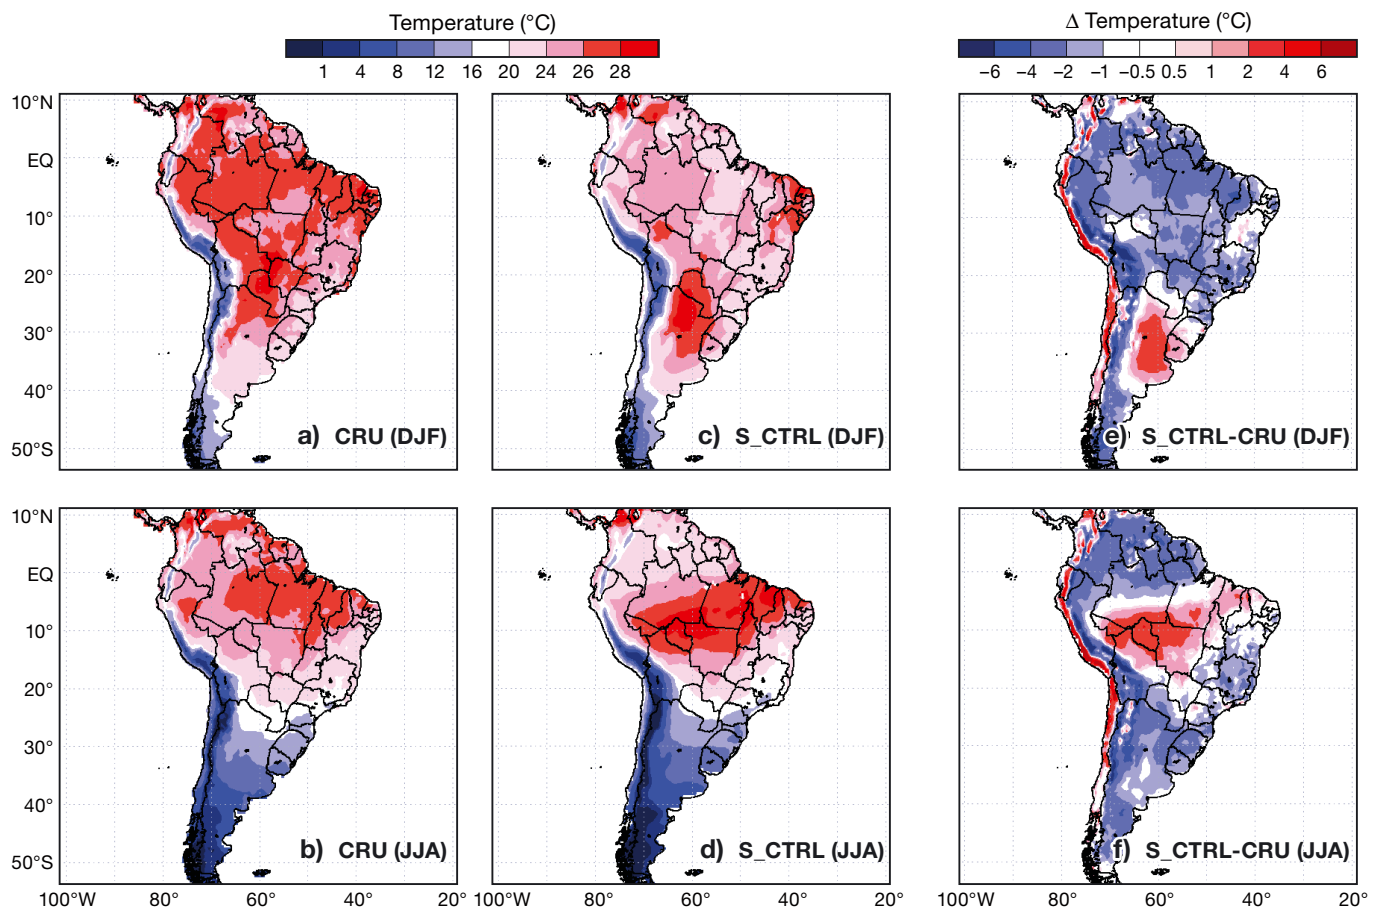 Temperature (°C)
1 4 8 12 16 20 24 26 28
Δ Temperature (°C)
−6 −4 −2 −1 −0.5 0.5 1 2 4 6
10°N
EQ
10°
20°
30°
40°
50°S
a) CRU (DJF)
c) S_CTRL (DJF)
e) S_CTRL-CRU (DJF)
10°N
EQ
10°
20°
30°
40°
50°S
b) CRU (JJA)
d) S_CTRL (JJA)
f) S_CTRL-CRU (JJA)
100°W 80° 60° 40° 20°
80° 60° 40° 20°
100°W 80° 60° 40° 20°